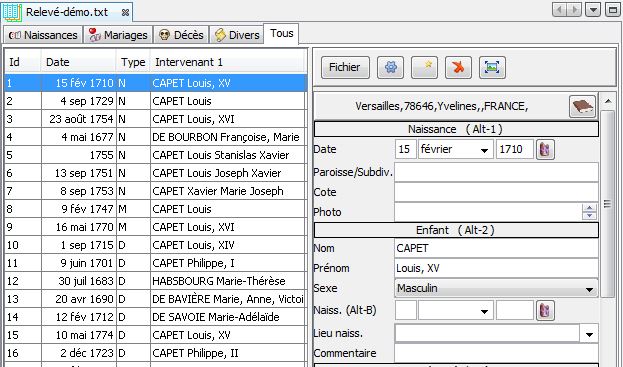 Relevé-démo.txt
Naissances Mariages Décès Divers Tous
Id Date Type Intervenant 1
1 15 fév 1710 N CAPET Louis, XV
2 4 sep 1729 N CAPET Louis
3 23 août 1754 N CAPET Louis, XVI
4 4 mai 1677 N DE BOURBON Françoise, Marie
5 1755 N CAPET Louis Stanislas Xavier
6 13 sep 1751 N CAPET Louis Joseph Xavier
7 8 sep 1753 N CAPET Xavier Marie Joseph
8 9 fév 1747 M CAPET Louis
9 16 mai 1770 M CAPET Louis, XVI
10 1 sep 1715 D CAPET Louis, XIV
11 9 juin 1701 D CAPET Philippe, I
12 30 juil 1683 D HABSBOURG Marie-Thérèse
13 20 avr 1690 D DE BAVIÈRE Marie, Anne, Victoi
14 12 fév 1712 D DE SAVOIE Marie-Adélaïde
15 10 mai 1774 D CAPET Louis, XV
16 2 déc 1723 D CAPET Philippe, II
Fichier
Versailles,78646,Yvelines,,FRANCE,
Naissance (Alt-1)
Date 15 février 1710
Paroisse/Subdiv.
Cote
Photo
Enfant (Alt-2)
Nom CAPET
Prénom Louis, XV
Sexe Masculin
Naiss. (Alt-B)
Lieu naiss.
Commentaire